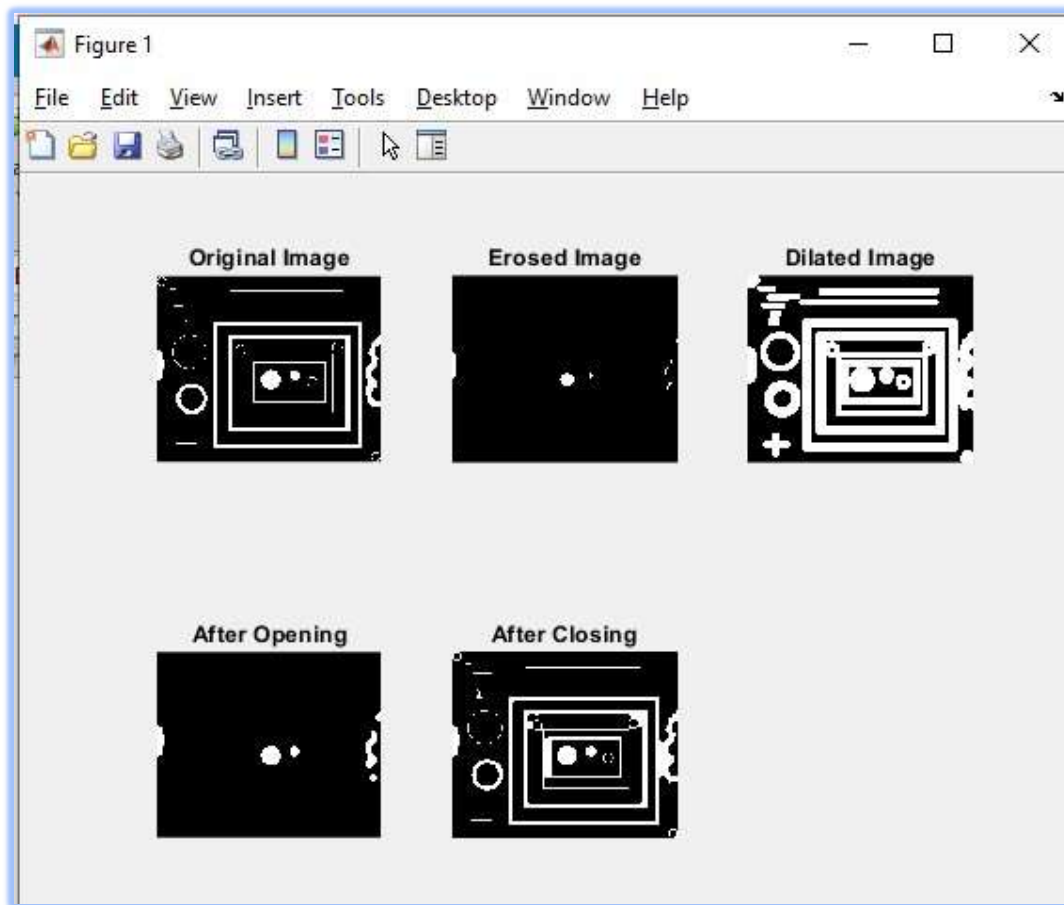 Figure 1
File Edit View Insert Tools Desktop Window Help
Original Image Erosed Image Dilated Image
After Opening After Closing